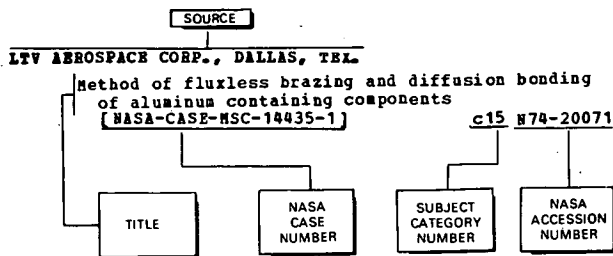 SOURCE
LTV AEROSPACE CORP., DALLAS, TEX.
Method of fluxless brazing and diffusion bonding
of aluminum containing components
[NASA-CASE-MSC-14435-1] c15 N74-20071
TITLE
NASA
CASE
NUMBER
SUBJECT
CATEGORY
NUMBER
NASA
ACCESSION
NUMBER